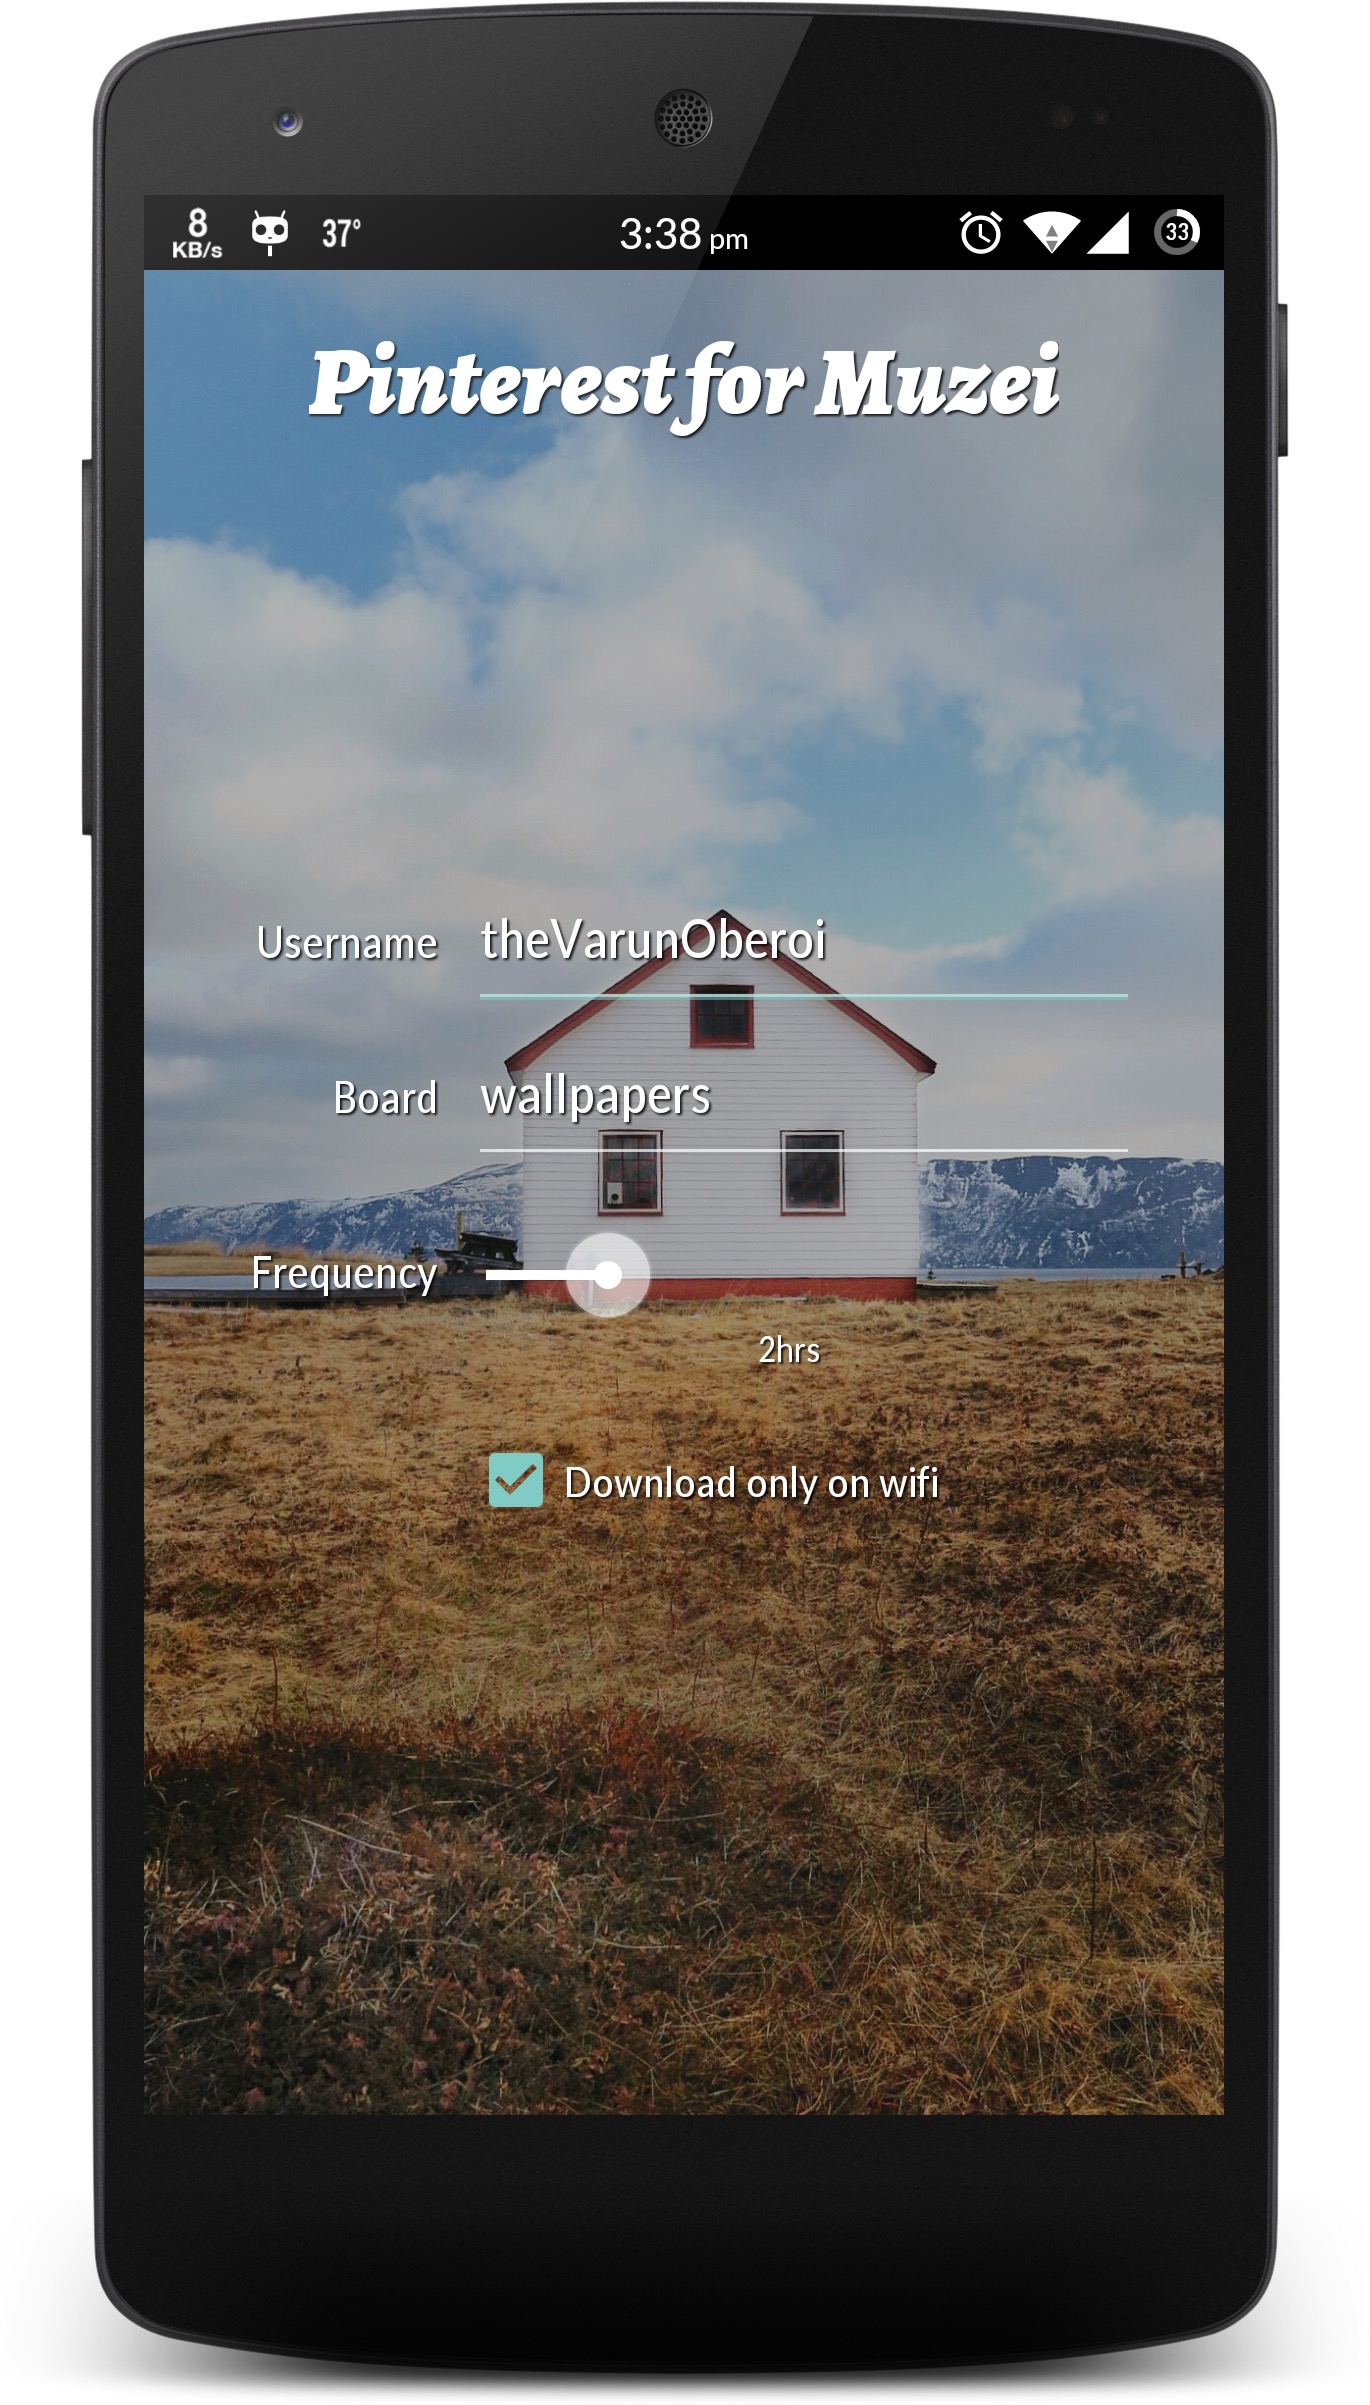 8
KB/s
37°
3:38 pm
33
Pinterest for Muzei
Username theVarunOberoi
Board wallpapers
Frequency
2hrs
Download only on wifi